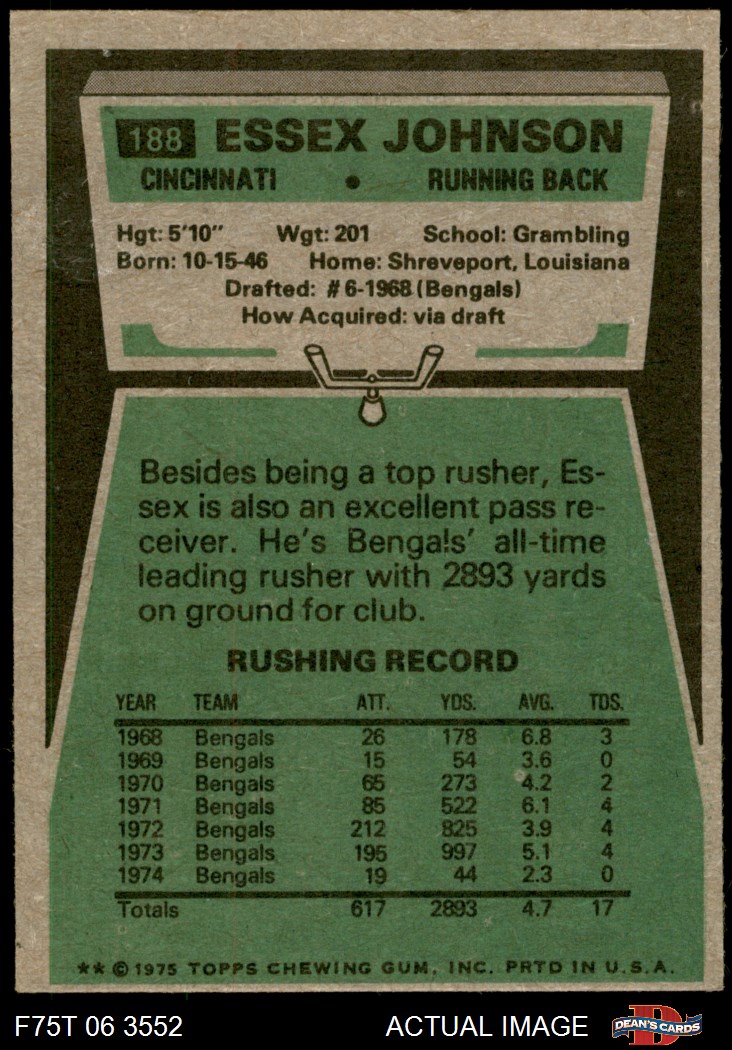 188 ESSEX JOHNSON
CINCINNATI • RUNNING BACK
Hgt: 5'10" Wgt: 201 School: Grambling
Born: 10-15-46 Home: Shreveport, Louisiana
Drafted: #6-1968 (Bengals)
How Acquired: via draft
Besides being a top rusher, Es-
sex is also an excellent pass re-
ceiver. He's Bengals' all-time
leading rusher with 2893 yards
on ground for club.
RUSHING RECORD
YEAR TEAM ATT. YDS. AVG. TDS.
1968 Bengals 26 178 6.8 3
1969 Bengals 15 54 3.6 0
1970 Bengals 65 273 4.2 2
1971 Bengals 85 522 6.1 4
1972 Bengals 212 825 3.9 4
1973 Bengals 195 997 5.1 4
1974 Bengals 19 44 2.3 0
Totals 617 2893 4.7 17
** © 1975 TOPPS CHEWING GUM, INC. PRTD IN U.S.A.
F75T 06 3552 ACTUAL IMAGE D DEAN'S CARDS